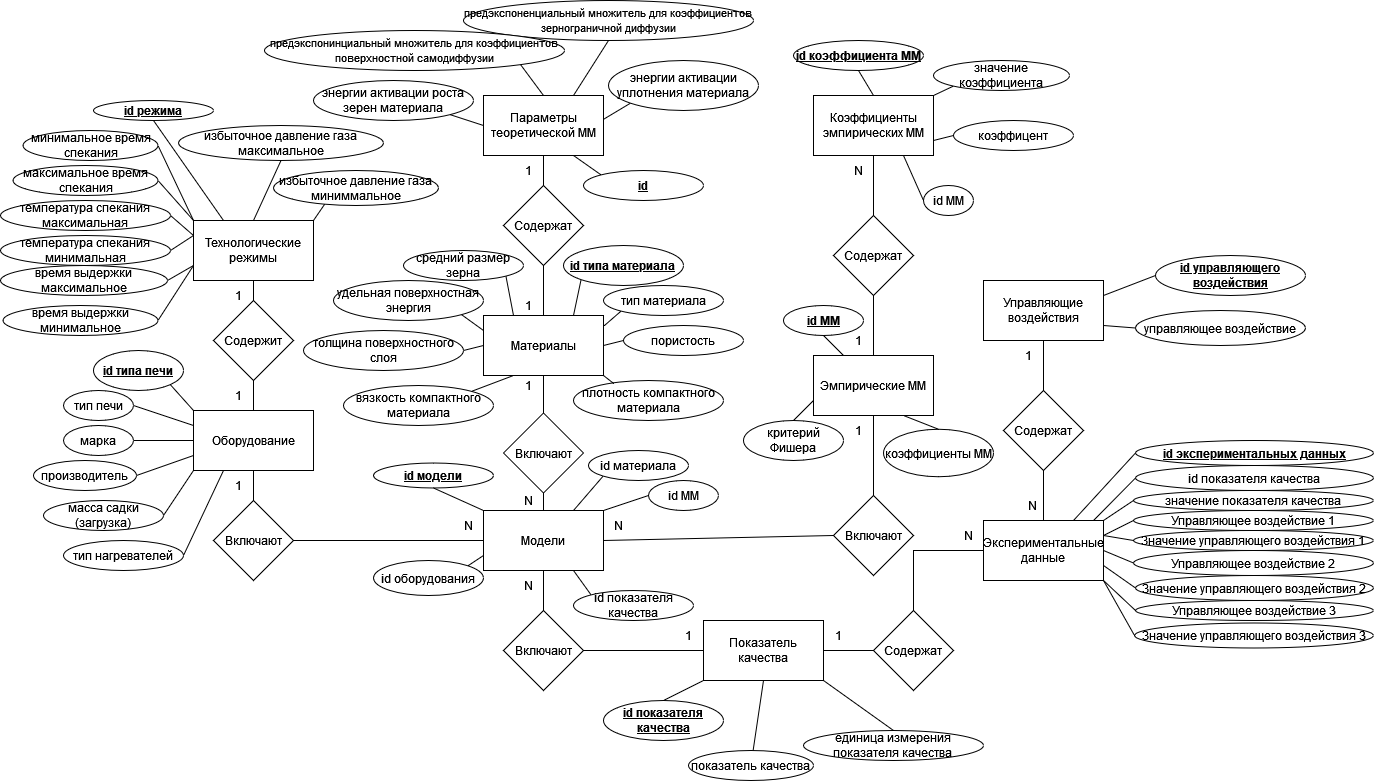 предэкспоненциальный множитель для коэффициентов
зернограничной диффузии
предэкспонинциальный множитель для коэффициентов
поверхностной самодиффузии
энергии активации роста
зерен материала
энергии активации
уплотнения материала
Параметры
теоретической ММ
id
1
Содержат
1
id коэффициента ММ
значение
коэффициента
Коэффициенты
эмпирических ММ
коэффицент
id ММ
N
Содержат
1
id режима
минимальное время
спекания
избыточное давление газа
максимальное
максимальное время
спекания
избыточное давление газа
миниммальное
температура спекания
максимальная
температура спекания
минимальная
время выдержки
максимальное
время выдержки
минимальное
Технологические
режимы
1
Содержит
1
средний размер
зерна
id типа материала
удельная поверхностная
энергия
тип материала
толщина поверхностного
слоя
пористость
Материалы
вязкость компактного
материала
плотность компактного
материала
1
Включают
N
id ММ
Эмпирические ММ
критерий
Фишера
коэффициенты ММ
1
Включают
N
id управляющего
воздействия
Управляющие
воздействия
управляющее воздействие
1
Содержат
N
id типа печи
тип печи
марка
производитель
масса садки
(загрузка)
тип нагревателей
Оборудование
1
Включают
N
id модели
id материала
id ММ
Модели
id оборудования
id показателя
качества
N
Включают
1
Показатель
качества
id показателя
качества
показатель качества
единица измерения
показателя качества
1
Содержат
N
Экспериментальные
данные
id экспериментальных данных
id показателя качества
значение показателя качества
Управляющее воздействие 1
Значение управляющего воздействия 1
Управляющее воздействие 2
Значение управляющего воздействия 2
Управляющее воздействие 3
Значение управляющего воздействия 3